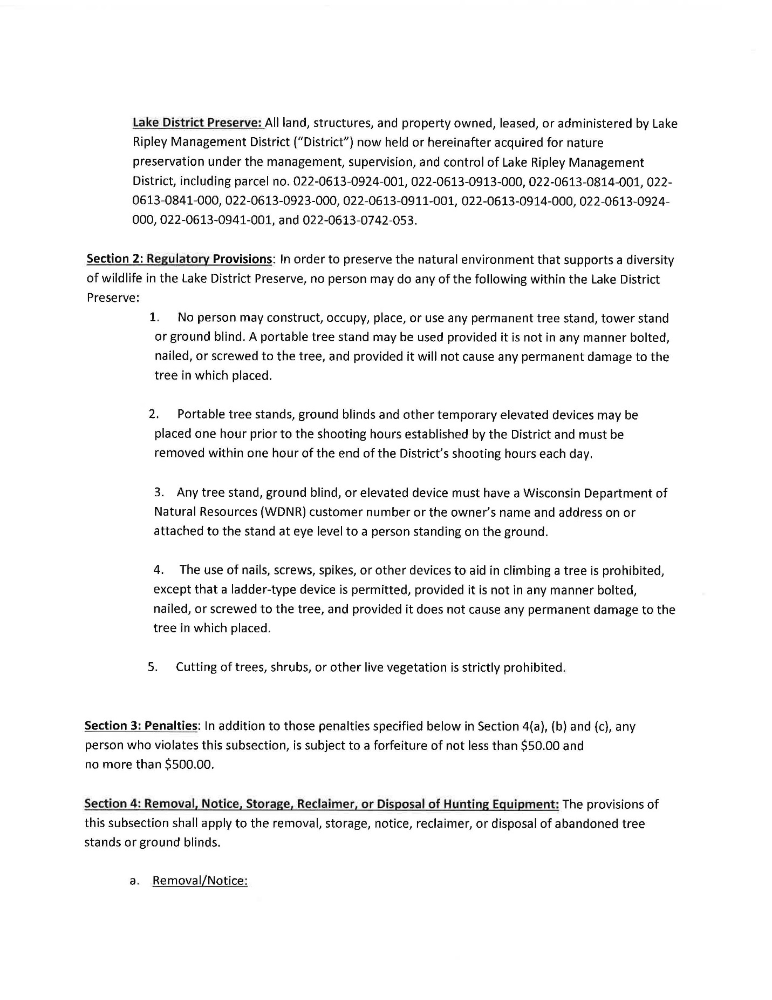 Lake District Preserve: All land, structures, and property owned, leased, or administered by Lake
Ripley Management District (“District”) now held or hereinafter acquired for nature
preservation under the management, supervision, and control of Lake Ripley Management
District, including parcel no. 022-0613-0924-001, 022-0613-0913-000, 022-0613-0814-001, 022-
0613-0841-000, 022-0613-0923-000, 022-0613-0911-001, 022-0613-0914-000, 022-0613-0924-
000, 022-0613-0941-001, and 022-0613-0742-053.
Section 2: Regulatory Provisions: In order to preserve the natural environment that supports a diversity
of wildlife in the Lake District Preserve, no person may do any of the following within the Lake District
Preserve:
1. No person may construct, occupy, place, or use any permanent tree stand, tower stand
or ground blind. A portable tree stand may be used provided it is not in any manner bolted,
nailed, or screwed to the tree, and provided it will not cause any permanent damage to the
tree in which placed.
2. Portable tree stands, ground blinds and other temporary elevated devices may be
placed one hour prior to the shooting hours established by the District and must be
removed within one hour of the end of the District’s shooting hours each day.
3. Any tree stand, ground blind, or elevated device must have a Wisconsin Department of
Natural Resources (WDNR) customer number or the owner’s name and address on or
attached to the stand at eye level to a person standing on the ground.
4. The use of nails, screws, spikes, or other devices to aid in climbing a tree is prohibited,
except that a ladder-type device is permitted, provided it is not in any manner bolted,
nailed, or screwed to the tree, and provided it does not cause any permanent damage to the
tree in which placed.
5. Cutting of trees, shrubs, or other live vegetation is strictly prohibited.
Section 3: Penalties: In addition to those penalties specified below in Section 4(a), (b) and (c), any
person who violates this subsection, is subject to a forfeiture of not less than $50.00 and
no more than $500.00.
Section 4: Removal, Notice, Storage, Reclaimer, or Disposal of Hunting Equipment: The provisions of
this subsection shall apply to the removal, storage, notice, reclaimer, or disposal of abandoned tree
stands or ground blinds.
a. Removal/Notice: